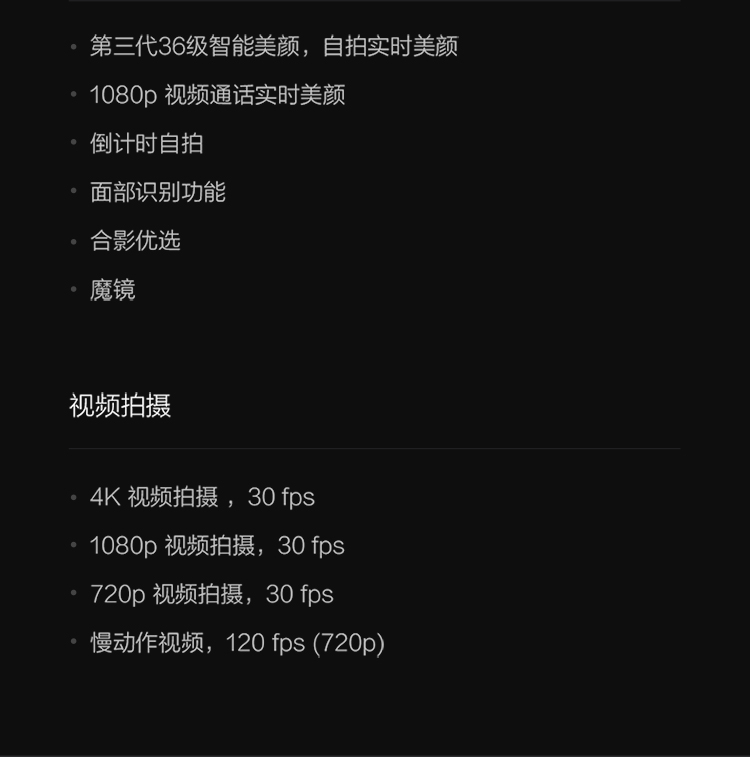 第三代36级智能美颜，自拍实时美颜
1080p 视频通话实时美颜
倒计时自拍
面部识别功能
合影优选
魔镜
视频拍摄
4K 视频拍摄 ，30 fps
1080p 视频拍摄，30 fps
720p 视频拍摄，30 fps
慢动作视频，120 fps (720p)